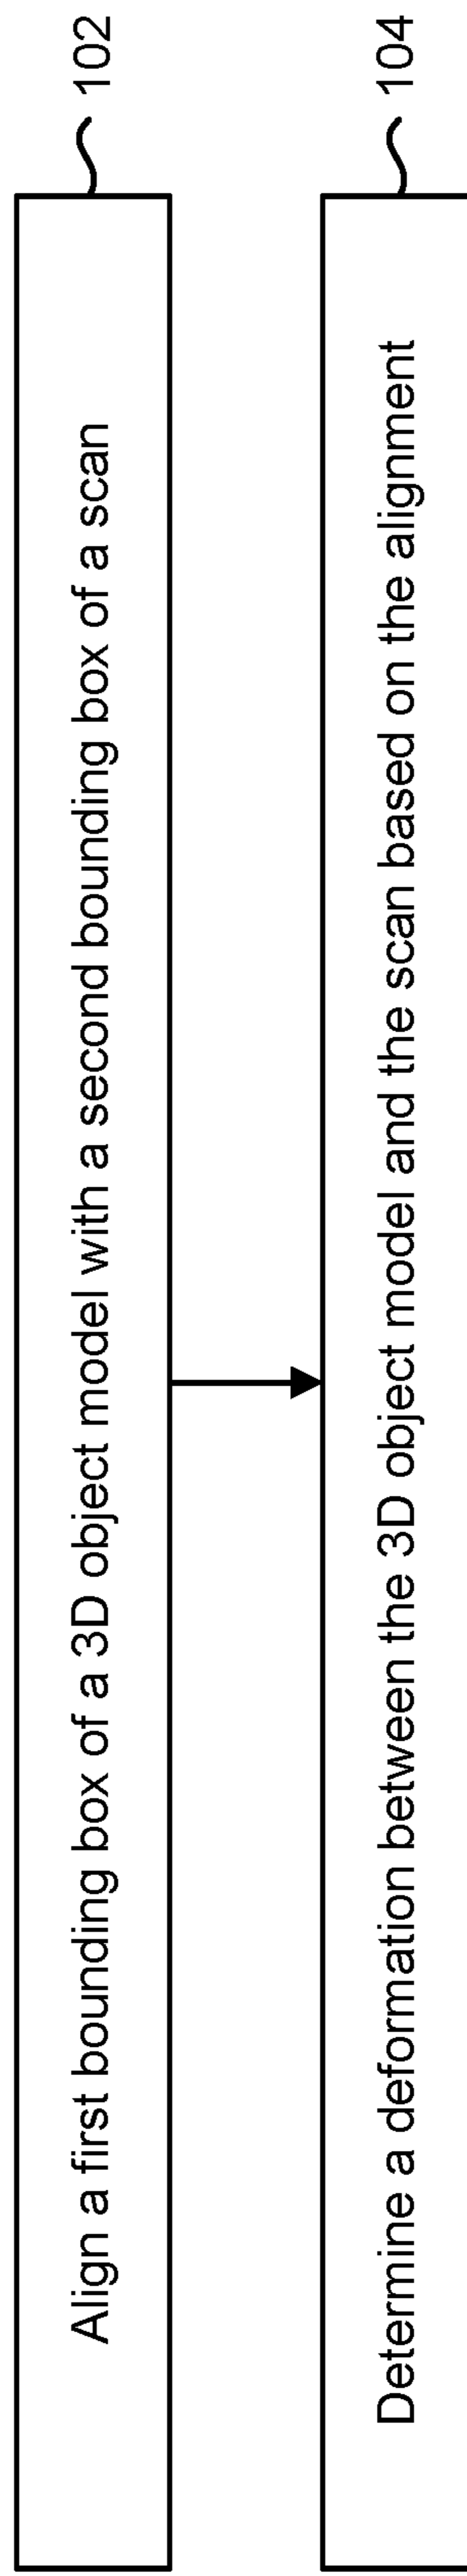 Align a first bounding box of a 3D object model with a second bounding box of a scan
102
Determine a deformation between the 3D object model and the scan based on the alignment
104